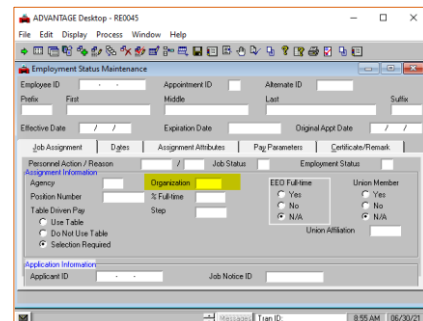 ADVANTAGE Desktop - RE0045
File Edit Display Process Window Help
Employment Status Maintenance
Employee ID - - Appointment ID Alternate ID
Prefix First Middle Last Suffix
Effective Date / / Expiration Date Original Appt Date / /
Job Assignment Dates Assignment Attributes Pay Parameters Certificate/Remark
Personnel Action / Reason / Job Status Employment Status
Assignment Information
Agency Organization EEO Full-time Union Member
Position Number % Full-time Yes Yes
Table Driven Pay Step No No
Use Table N/A N/A
Do Not Use Table Union Affiliation
Selection Required
Application Information
Applicant ID - - Job Notice ID
Messages Tran ID: 8:55 AM 06/30/21